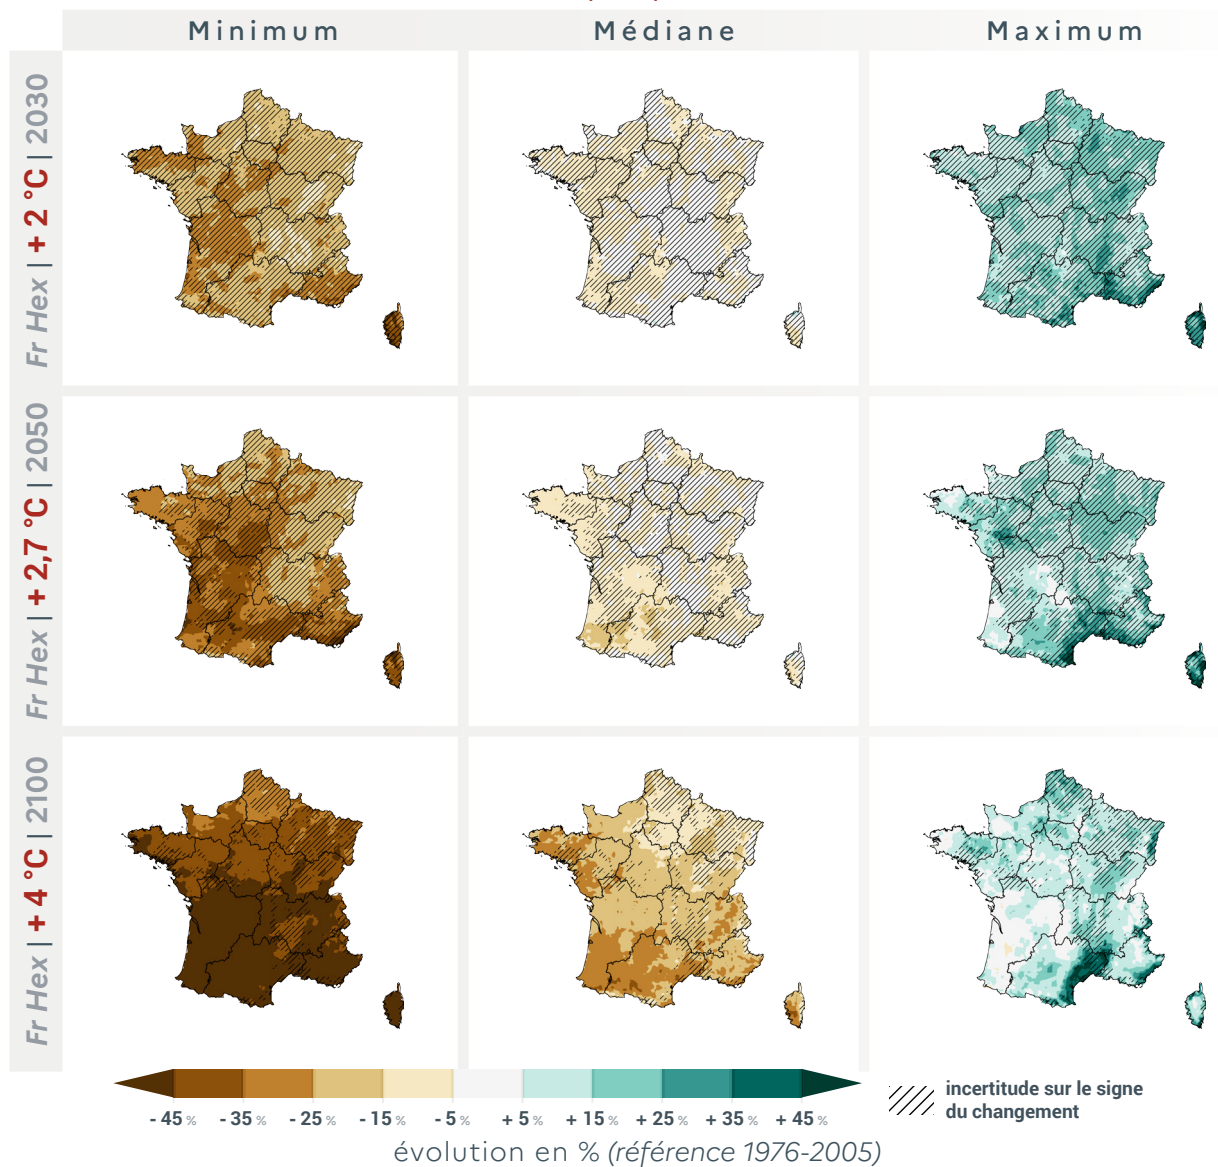 Minimum Médiane Maximum
Fr Hex | + 2 °C | 2030
Fr Hex | + 2,7 °C | 2050
Fr Hex | + 4 °C | 2100
- 45 % - 35 % - 25 % - 15 % - 5 % + 5 % + 15 % + 25 % + 35 % + 45 %
incertitude sur le signe
du changement
évolution en % (référence 1976-2005)